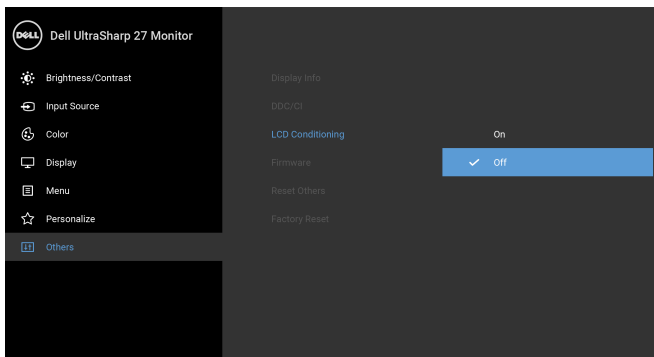 DELL Dell UltraSharp 27 Monitor
Brightness/Contrast
Input Source
Color
Display
Menu
Personalize
Others
Display Info
DDC/CI
LCD Conditioning
Firmware
Reset Others
Factory Reset
On
Off